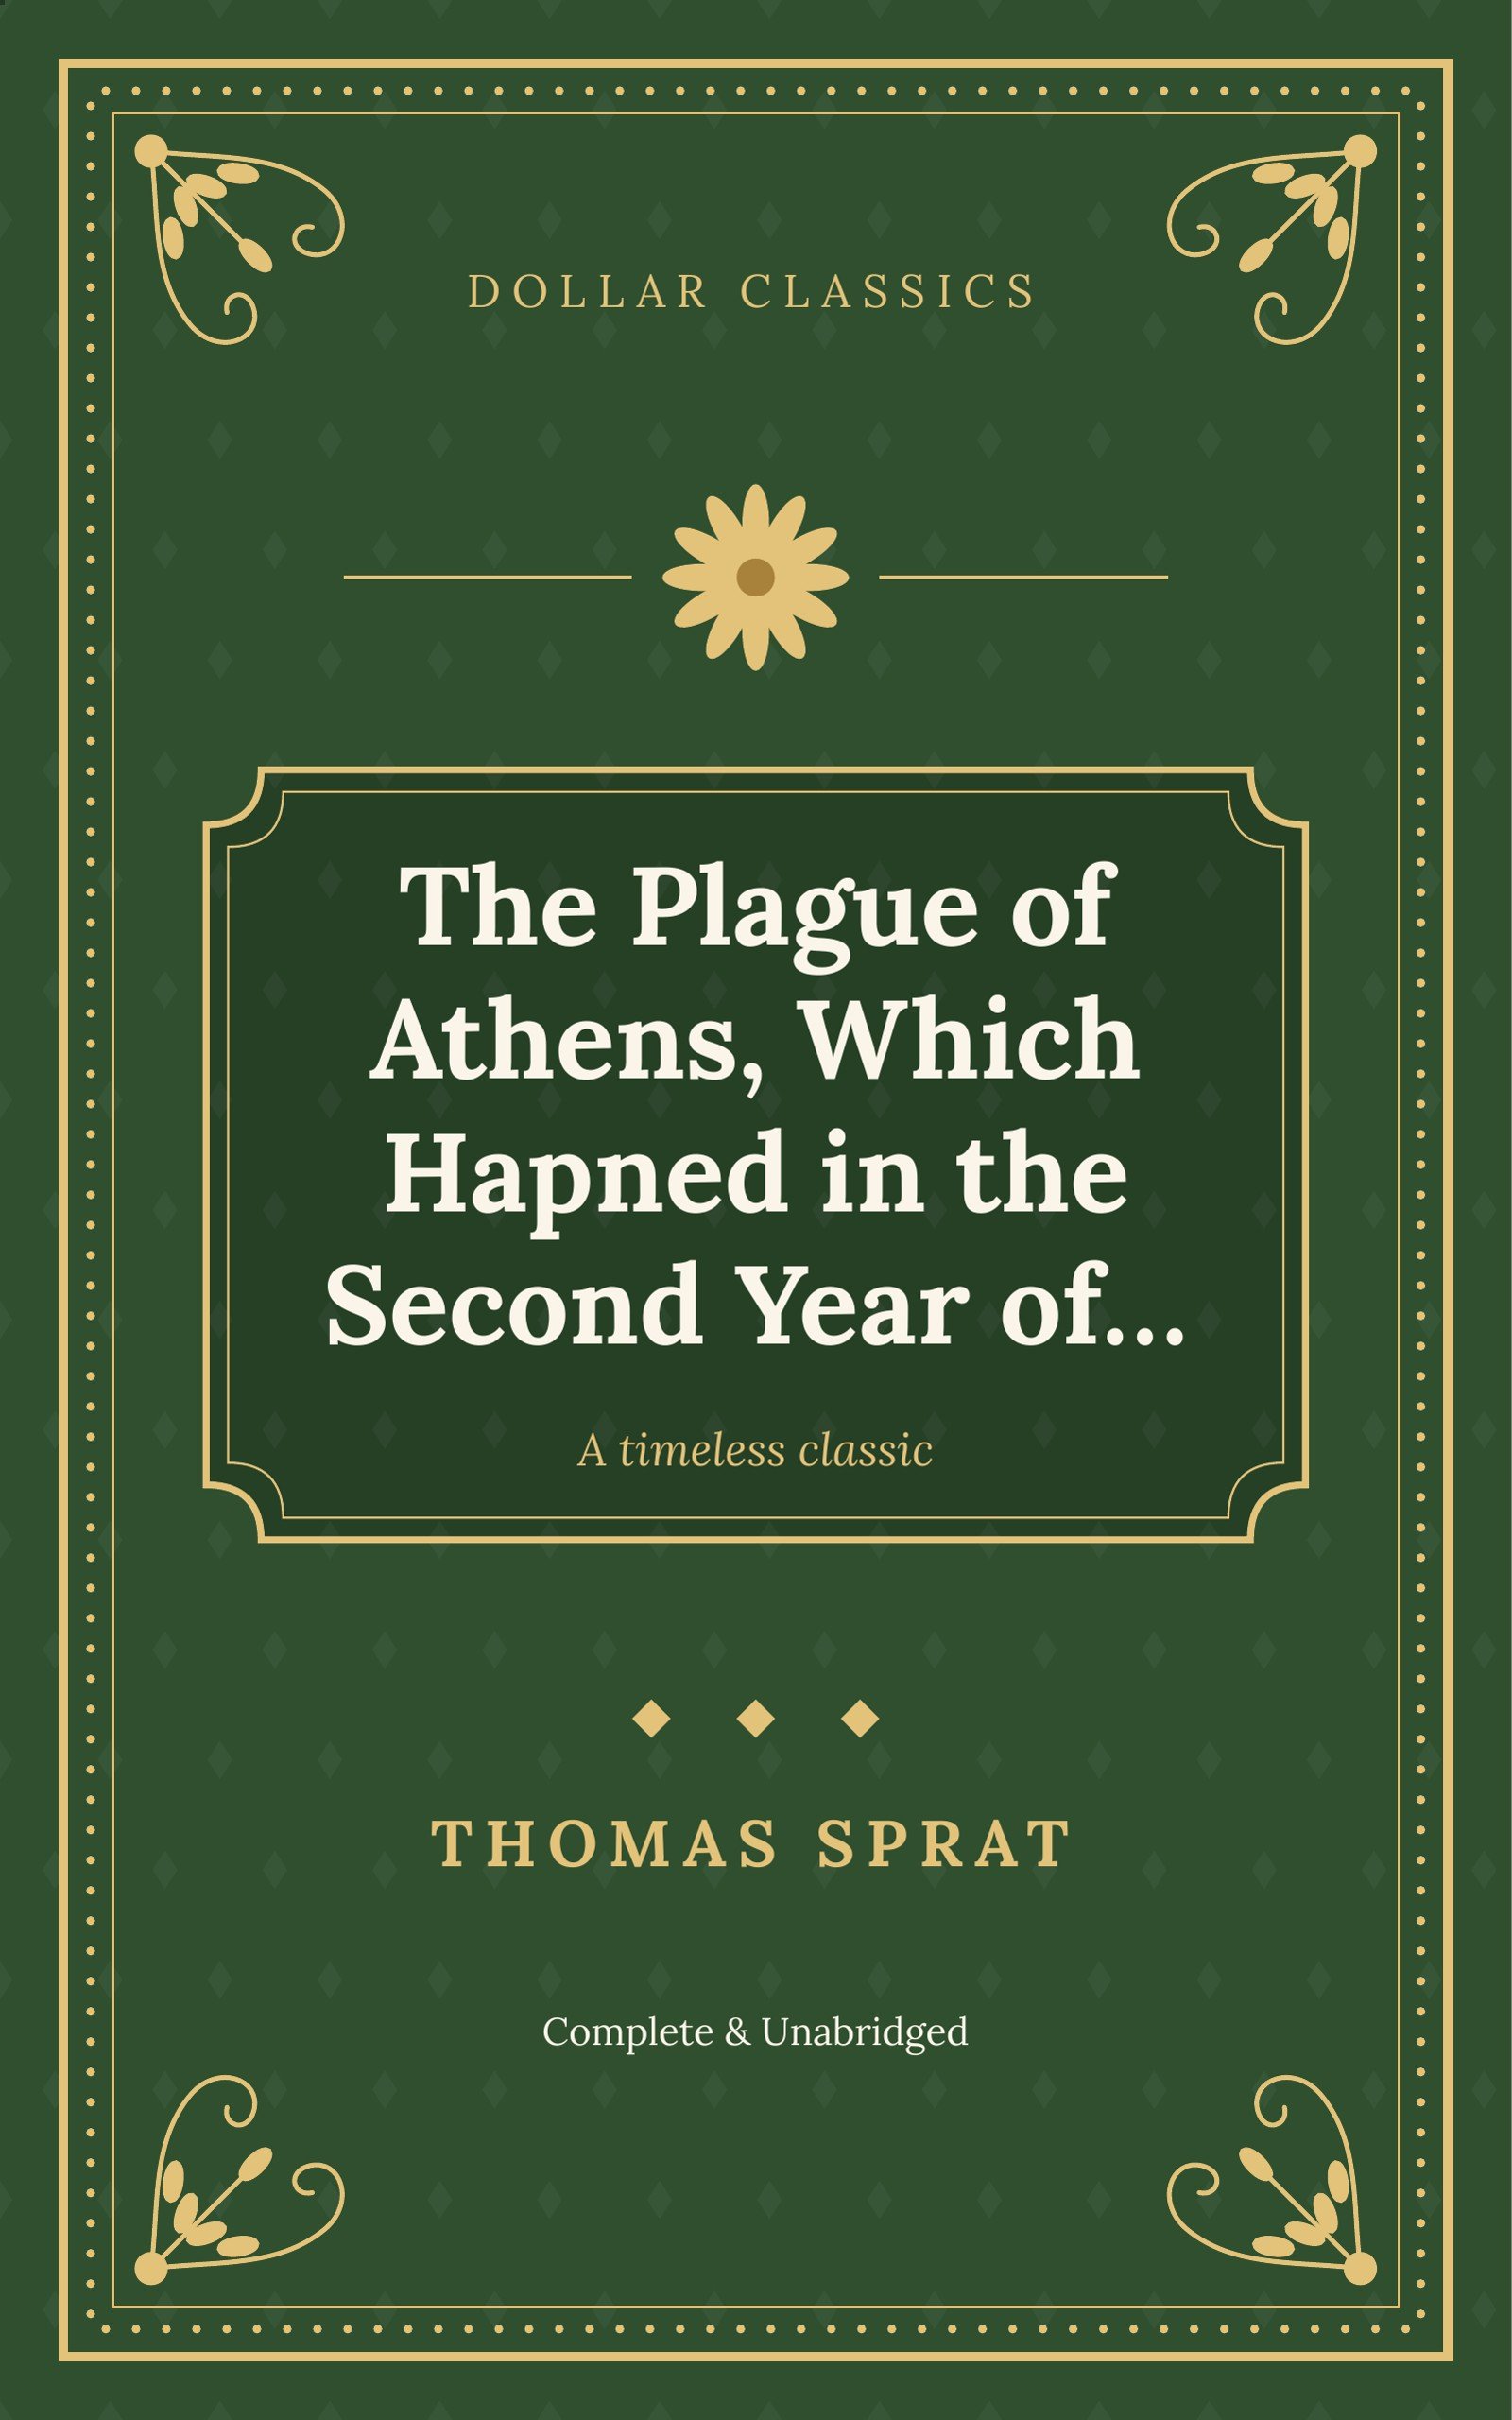 DOLLAR CLASSICS
The Plague of
Athens, Which
Hapned in the
Second Year of...
A timeless classic
THOMAS SPRAT
Complete & Unabridged